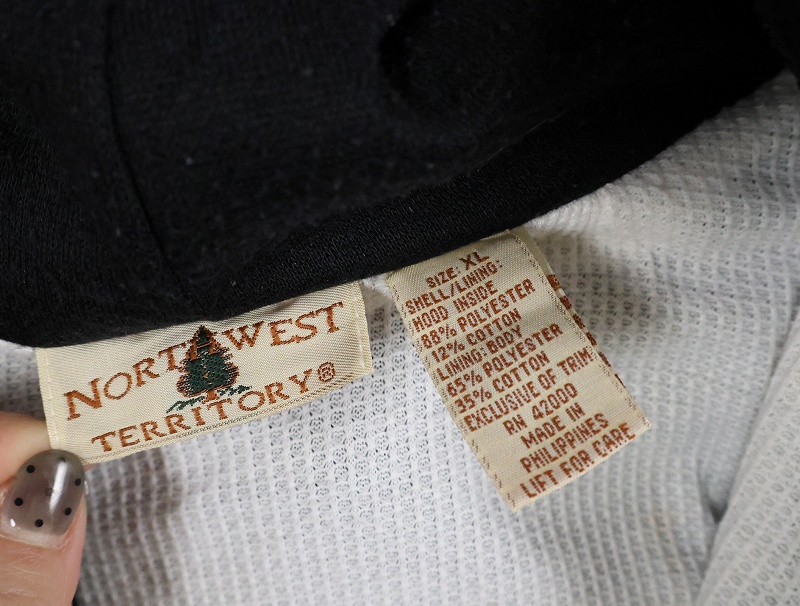 NORTHWEST
TERRITORY®
SIZE: XL
SHELL/LINING:
HOOD INSIDE
88% POLYESTER
12% COTTON
LINING: BODY
65% POLYESTER
35% COTTON
EXCLUSIVE OF TRIM
RN 42000
MADE IN
PHILIPPINES
LIFT FOR CARE